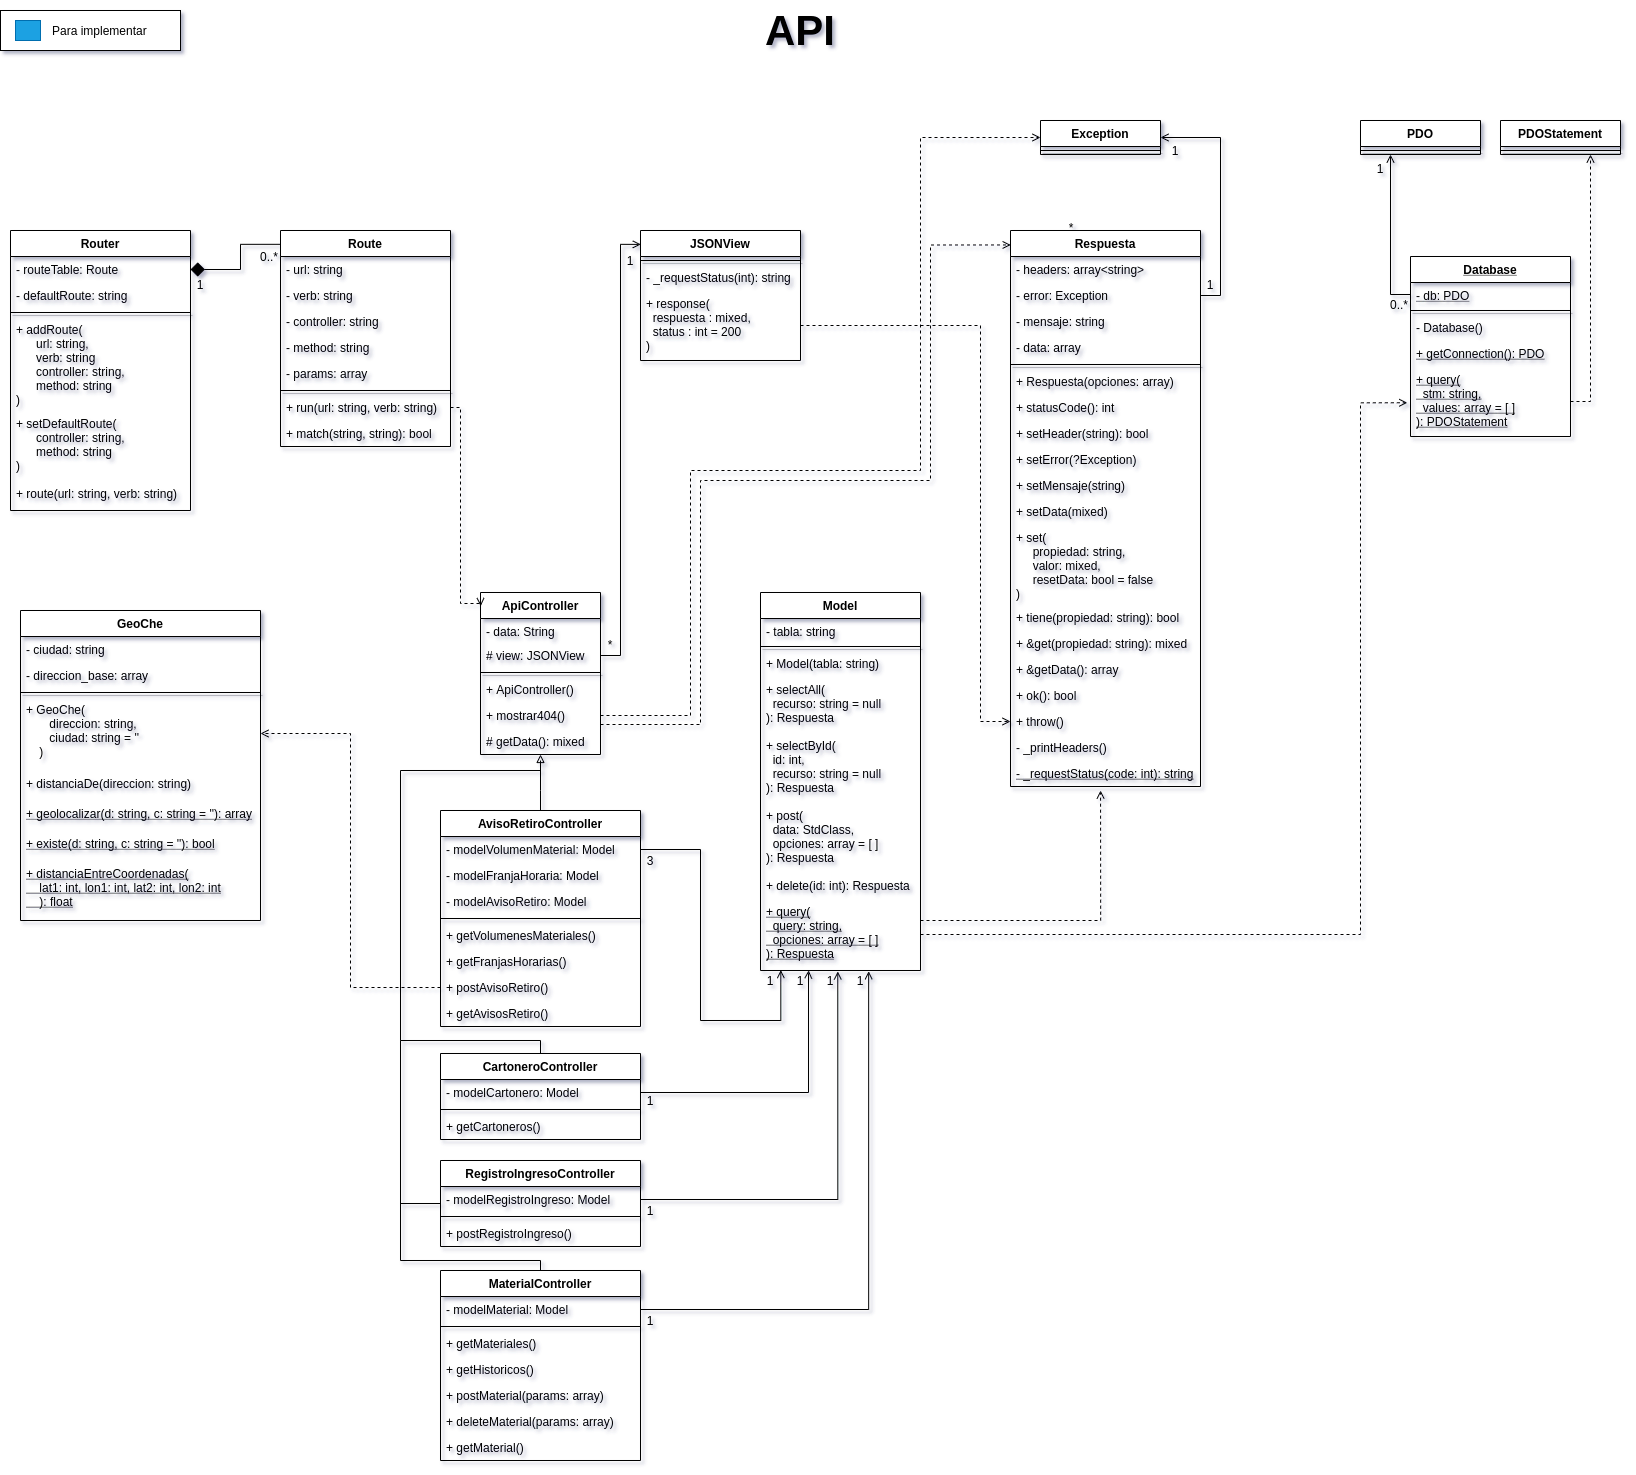 Para implementar
API
Exception
1
PDO
1
PDOStatement
Router
- routeTable: Route
- defaultRoute: string
+ addRoute(
url: string,
verb: string
controller: string,
method: string
)
+ setDefaultRoute(
controller: string,
method: string
)
+ route(url: string, verb: string)
1
0..*
Route
- url: string
- verb: string
- controller: string
- method: string
- params: array
+ run(url: string, verb: string)
+ match(string, string): bool
1
JSONView
- _requestStatus(int): string
+ response(
respuesta : mixed,
status : int = 200
)
*
Respuesta
- headers: array<string>
- error: Exception
- mensaje: string
- data: array
+ Respuesta(opciones: array)
+ statusCode(): int
+ setHeader(string): bool
+ setError(?Exception)
+ setMensaje(string)
+ setData(mixed)
+ set(
propiedad: string,
valor: mixed,
resetData: bool = false
)
+ tiene(propiedad: string): bool
+ &get(propiedad: string): mixed
+ &getData(): array
+ ok(): bool
+ throw()
- _printHeaders()
- _requestStatus(code: int): string
1
0..*
Database
- db: PDO
- Database()
+ getConnection(): PDO
+ query(
stm: string,
values: array = [ ]
): PDOStatement
GeoChe
- ciudad: string
- direccion_base: array
+ GeoChe(
direccion: string,
ciudad: string = ''
)
+ distanciaDe(direccion: string)
+ geolocalizar(d: string, c: string = ''): array
+ existe(d: string, c: string = ''): bool
+ distanciaEntreCoordenadas(
lat1: int, lon1: int, lat2: int, lon2: int
): float
ApiController
- data: String
# view: JSONView
+ ApiController()
+ mostrar404()
# getData(): mixed
*
Model
- tabla: string
+ Model(tabla: string)
+ selectAll(
recurso: string = null
): Respuesta
+ selectById(
id: int,
recurso: string = null
): Respuesta
+ post(
data: StdClass,
opciones: array = [ ]
): Respuesta
+ delete(id: int): Respuesta
+ query(
query: string,
opciones: array = [ ]
): Respuesta
1
1
1
1
AvisoRetiroController
- modelVolumenMaterial: Model
- modelFranjaHoraria: Model
- modelAvisoRetiro: Model
+ getVolumenesMateriales()
+ getFranjasHorarias()
+ postAvisoRetiro()
+ getAvisosRetiro()
3
CartoneroController
- modelCartonero: Model
+ getCartoneros()
1
RegistroIngresoController
- modelRegistroIngreso: Model
+ postRegistroIngreso()
1
MaterialController
- modelMaterial: Model
+ getMateriales()
+ getHistoricos()
+ postMaterial(params: array)
+ deleteMaterial(params: array)
+ getMaterial()
1